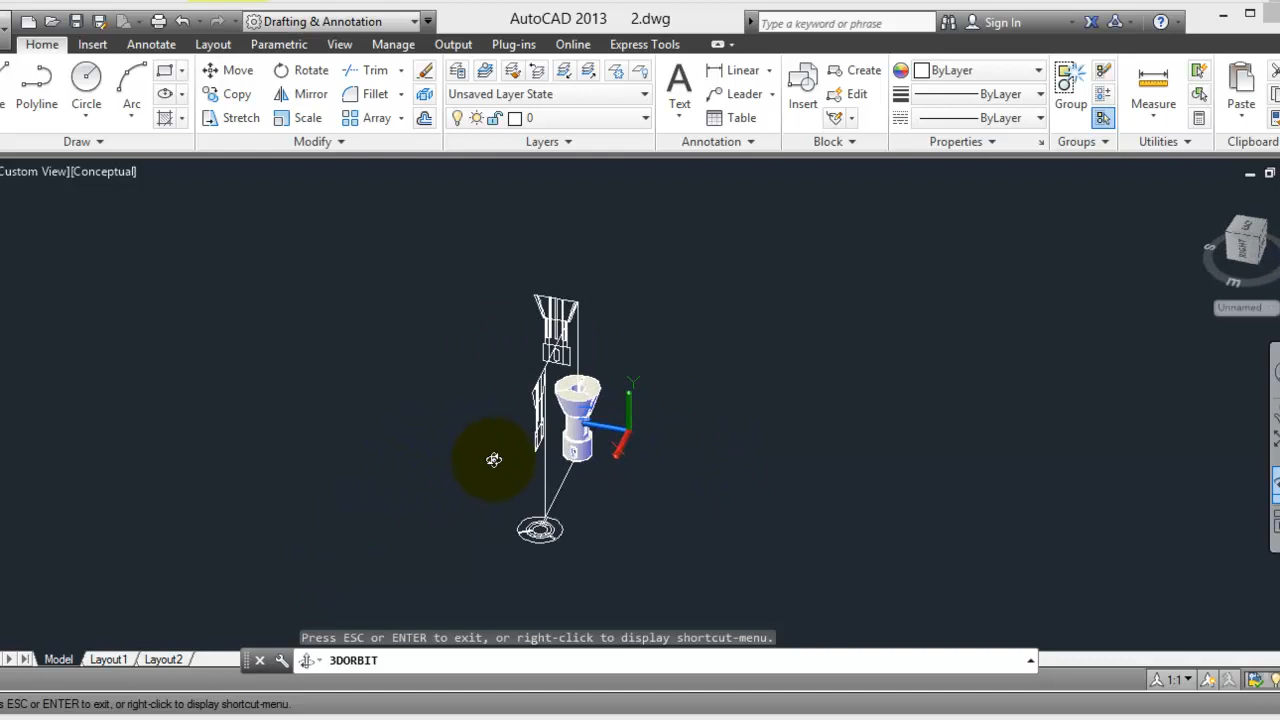 Drafting & Annotation
AutoCAD 2013 2.dwg
Type a keyword or phrase
Sign In
Home Insert Annotate Layout Parametric View Manage Output Plug-ins Online Express Tools
Polyline
Circle
Arc
Move
Rotate
Trim
Copy
Mirror
Fillet
Stretch
Scale
Array
Unsaved Layer State
0
Text
Linear
Leader
Table
Insert
Create
Edit
ByLayer
ByLayer
ByLayer
Group
Measure
Paste
Draw Modify Layers Annotation Block Properties Groups Utilities Clipboard
Custom View][Conceptual]
RIGHT
S
E
Unnamed
Y
X
Press ESC or ENTER to exit, or right-click to display shortcut-menu.
Model Layout1 Layout2
3DORBIT
1:1
s ESC or ENTER to exit, or right-click to display shortcut-menu.